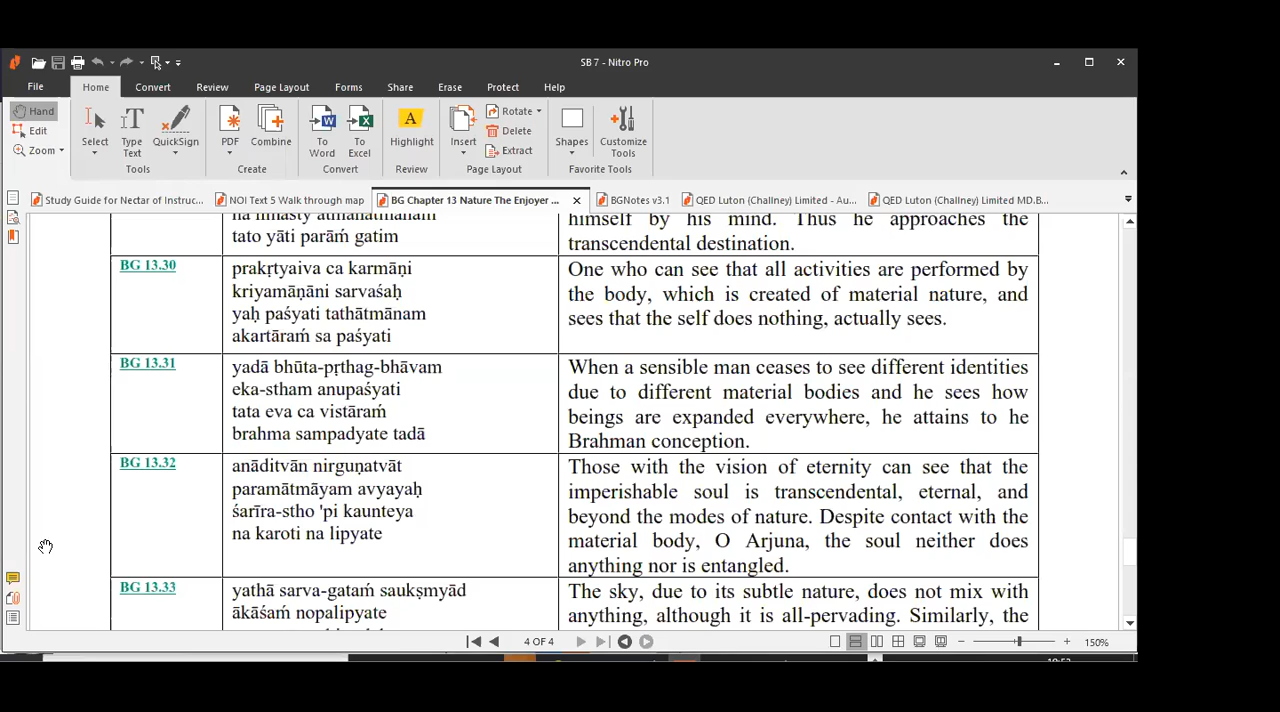 SB 7 - Nitro Pro
File Home Convert Review Page Layout Forms Share Erase Protect Help
Hand
Edit
Zoom
Select
Type Text
QuickSign
PDF
Combine
To Word
To Excel
Highlight
Insert
Rotate
Delete
Extract
Shapes
Customize Tools
Tools Create Convert Review Page Layout Favorite Tools
Study Guide for Nectar of Instruc... NOI Text 5 Walk through map BG Chapter 13 Nature The Enjoyer ... BGNotes v3.1 QED Luton (Challney) Limited - Au... QED Luton (Challney) Limited MD.B...
na hinasty ātmanātmānaṁ
tato yāti parāṁ gatim
himself by his mind. Thus he approaches the
transcendental destination.
BG 13.30
prakṛtyaiva ca karmāṇi
kriyamāṇāni sarvaśaḥ
yaḥ paśyati tathātmānam
akartāraṁ sa paśyati
One who can see that all activities are performed by
the body, which is created of material nature, and
sees that the self does nothing, actually sees.
BG 13.31
yadā bhūta-pṛthag-bhāvam
eka-stham anupaśyati
tata eva ca vistāraṁ
brahma sampadyate tadā
When a sensible man ceases to see different identities
due to different material bodies and he sees how
beings are expanded everywhere, he attains to he
Brahman conception.
BG 13.32
anāditvān nirguṇatvāt
paramātmāyam avyayaḥ
śarīra-stho 'pi kaunteya
na karoti na lipyate
Those with the vision of eternity can see that the
imperishable soul is transcendental, eternal, and
beyond the modes of nature. Despite contact with the
material body, O Arjuna, the soul neither does
anything nor is entangled.
BG 13.33
yathā sarva-gataṁ saukṣmyād
ākāśaṁ nopalipyate
The sky, due to its subtle nature, does not mix with
anything, although it is all-pervading. Similarly, the
4 OF 4
150%